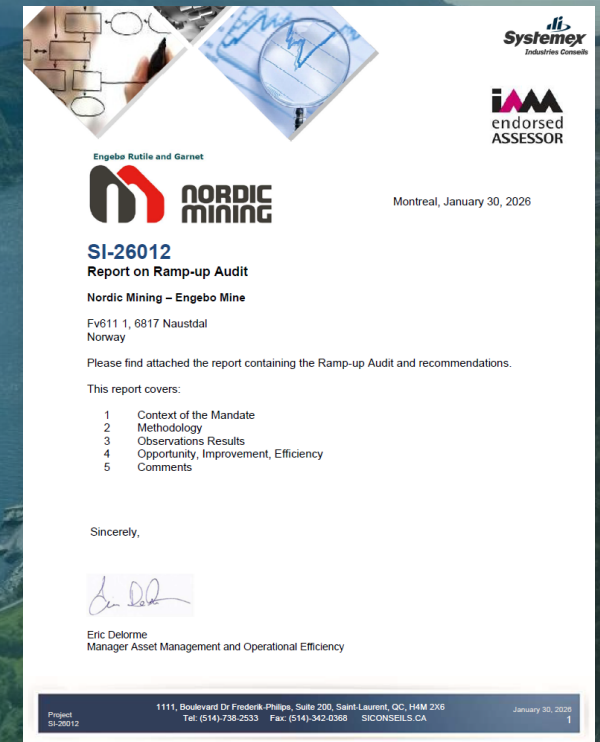 Systemex
Industries Conseils
iAM
endorsed
ASSESSOR
Engebø Rutile and Garnet
NORDIC
MINING
Montreal, January 30, 2026
SI-26012
Report on Ramp-up Audit
Nordic Mining – Engebo Mine
Fv611 1, 6817 Naustdal
Norway
Please find attached the report containing the Ramp-up Audit and recommendations.
This report covers:
1 Context of the Mandate
2 Methodology
3 Observations Results
4 Opportunity, Improvement, Efficiency
5 Comments
Sincerely,
Eric Delorme
Manager Asset Management and Operational Efficiency
Project
SI-26012
1111, Boulevard Dr Frederik-Philips, Suite 200, Saint-Laurent, QC, H4M 2X6
Tel: (514)-738-2533 Fax: (514)-342-0368 SICONSEILS.CA
January 30, 2026
1